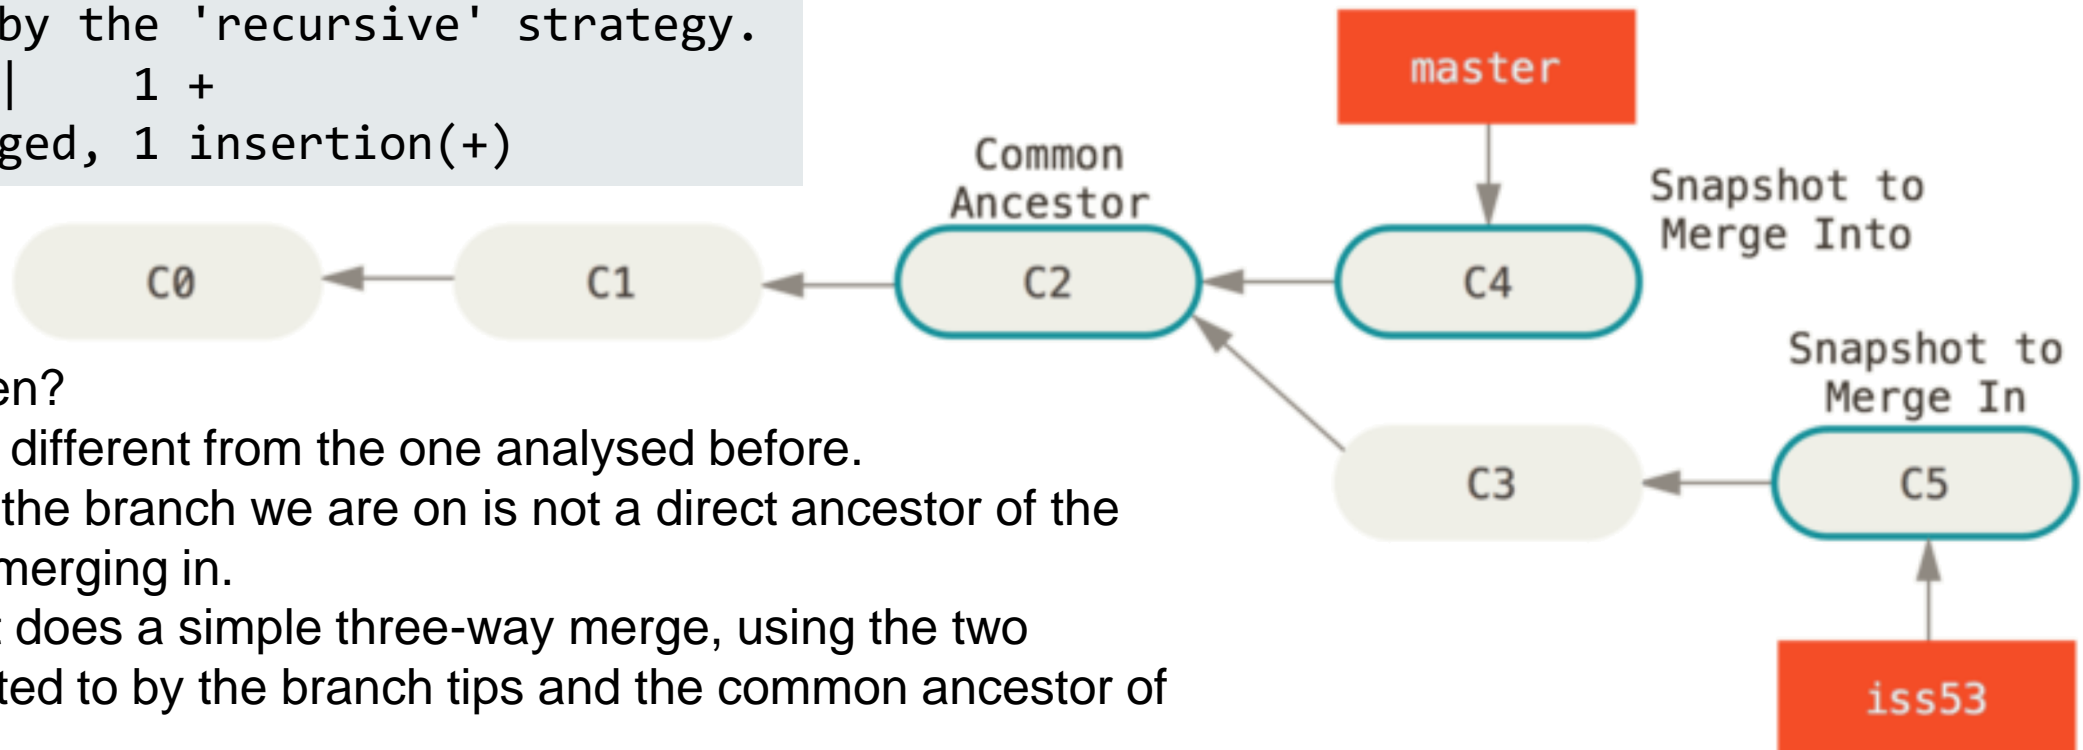 by the 'recursive' strategy.
| 1 +
ged, 1 insertion(+)
master
Common
Ancestor
Snapshot to
Merge Into
C0
C1
C2
C4
Snapshot to
Merge In
C3
C5
iss53
en?
different from the one analysed before.
the branch we are on is not a direct ancestor of the
merging in.
t does a simple three-way merge, using the two
ted to by the branch tips and the common ancestor of